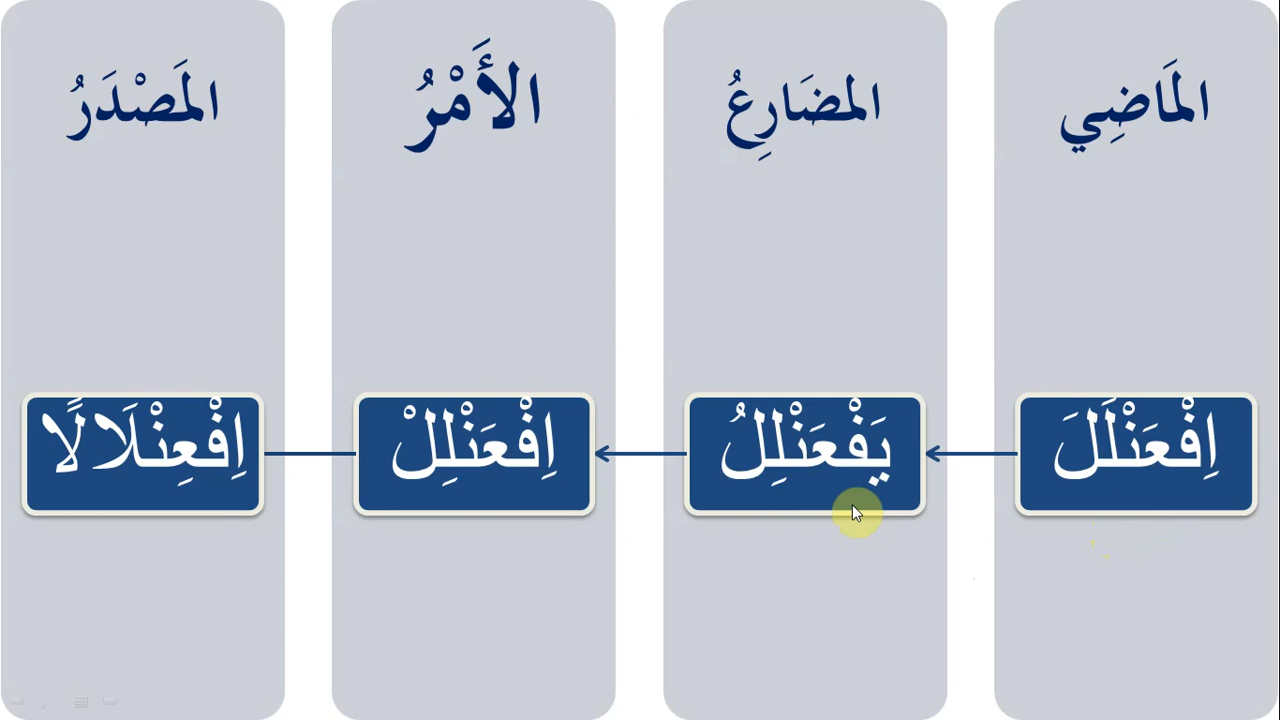 المَاضِي
المضَارِعُ
الأَمْرُ
المَصْدَرُ
اِفْعَنْلَلَ
يَفْعَنْلِلُ
اِفْعَنْلِلْ
اِفْعِنْلَالًا